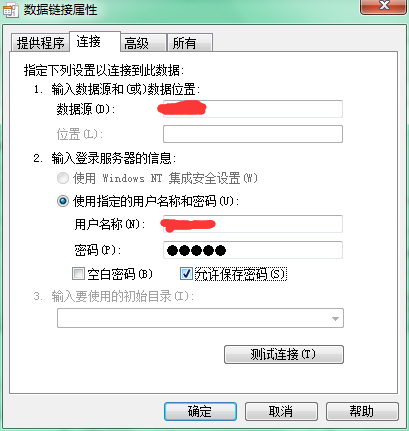 数据链接属性
提供程序 连接 高级 所有
指定下列设置以连接到此数据:
1. 输入数据源和(或)数据位置:
数据源(D):
位置(L):
2. 输入登录服务器的信息:
使用 Windows NT 集成安全设置(W)
使用指定的用户名称和密码(U):
用户名称(N):
密码(P): ●●●●●
空白密码(B) 允许保存密码(S)
3. 输入要使用的初始目录(I):
测试连接(T)
确定 取消 帮助